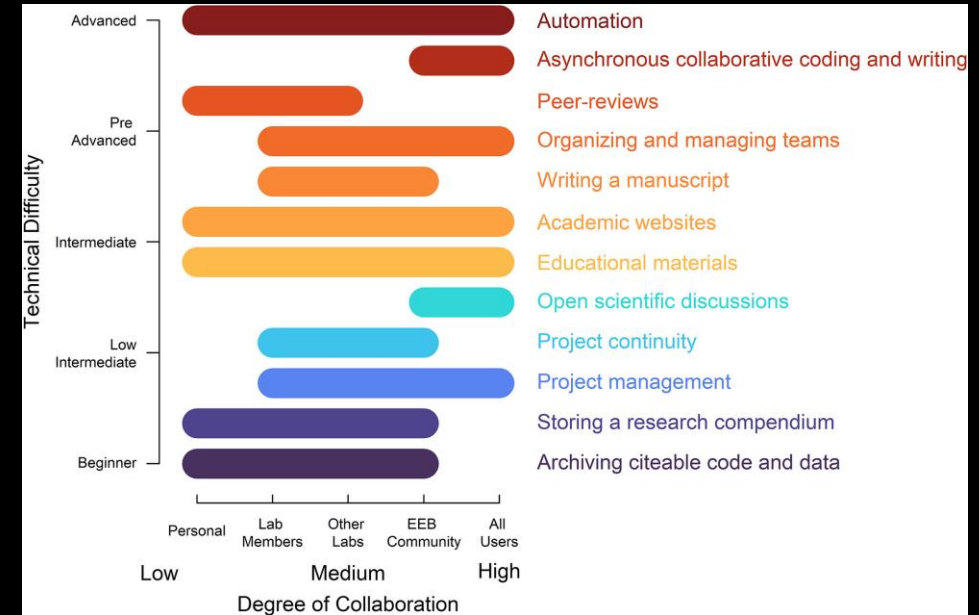 Advanced
Automation
Asynchronous collaborative coding and writing
Peer-reviews
Pre
Advanced
Organizing and managing teams
Writing a manuscript
Technical Difficulty
Academic websites
Intermediate
Educational materials
Open scientific discussions
Low
Intermediate
Project continuity
Project management
Storing a research compendium
Beginner
Archiving citeable code and data
Personal
Lab
Members
Other
Labs
EEB
Community
All
Users
Low
Medium
High
Degree of Collaboration